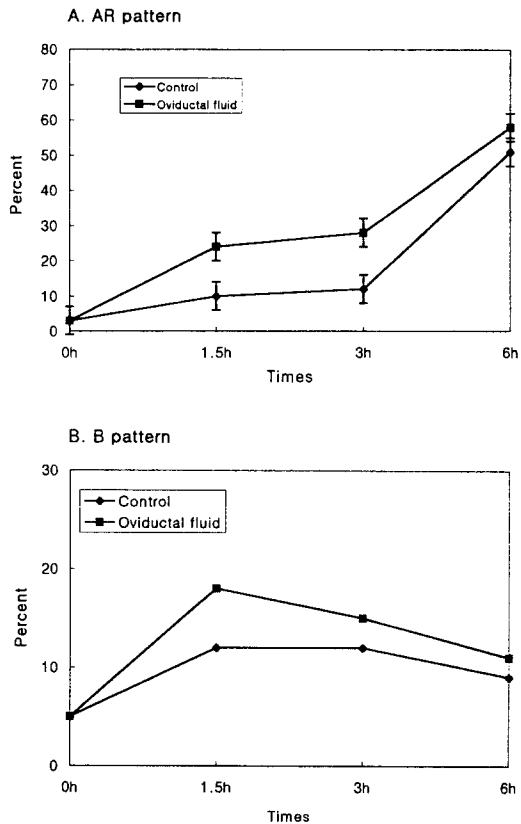 A. AR pattern
80
70
60
50
40
30
20
10
0
Percent
Control
Oviductal fluid
0h 1.5h 3h 6h
Times
B. B pattern
30
20
10
0
Percent
Control
Oviductal fluid
0h 1.5h 3h 6h
Times